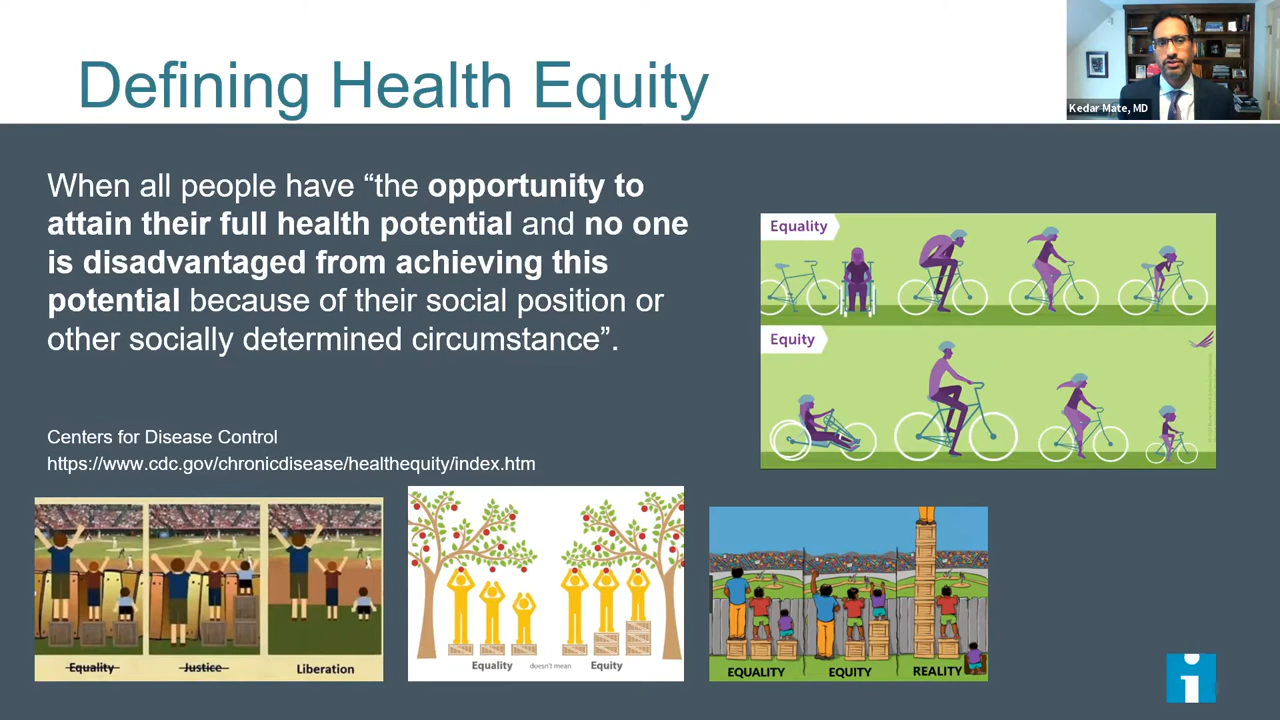 Defining Health Equity
Kedar Mate, MD
When all people have “the opportunity to
attain their full health potential and no one
is disadvantaged from achieving this
potential because of their social position or
other socially determined circumstance”.
Centers for Disease Control
https://www.cdc.gov/chronicdisease/healthequity/index.htm
Equality
Equity
Equality
Justice
Liberation
Equality doesn't mean Equity
EQUALITY
EQUITY
REALITY
i